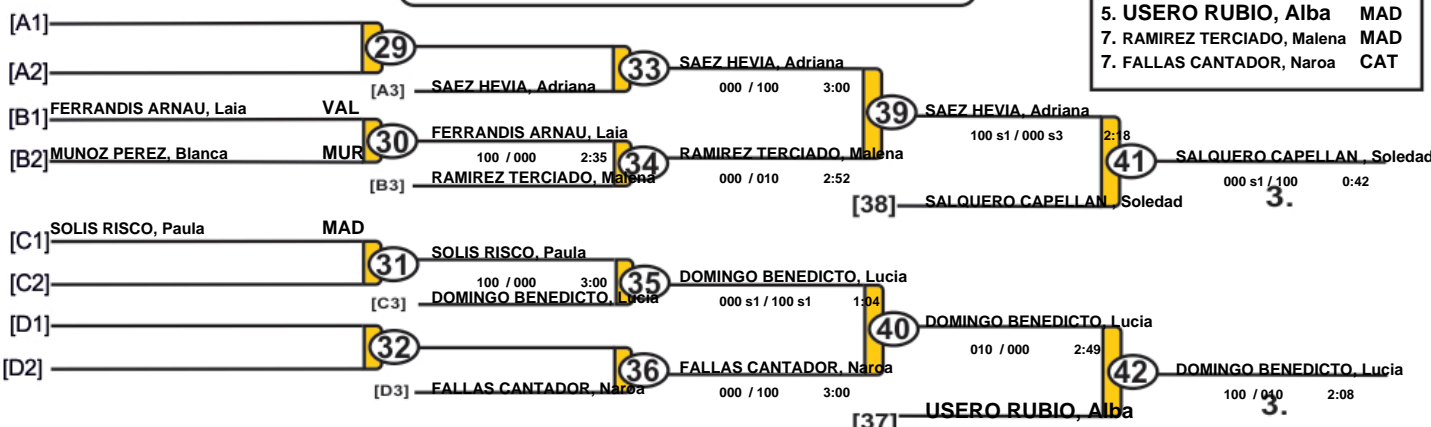 5. USERO RUBIO, Alba MAD
7. RAMIREZ TERCIADO, Malena MAD
7. FALLAS CANTADOR, Naroa CAT
[A1]
29
[A2]
33
SAEZ HEVIA, Adriana
[A3] SAEZ HEVIA, Adriana
000 / 100 3:00
[B1] FERRANDIS ARNAU, Laia VAL
39
SAEZ HEVIA, Adriana
30
FERRANDIS ARNAU, Laia
100 s1 / 000 s3 2:18
[B2] MUNOZ PEREZ, Blanca MUR
100 / 000 2:35
34
RAMIREZ TERCIADO, Malena
41
SALQUERO CAPELLAN , Soledad
[B3] RAMIREZ TERCIADO, Malena
000 / 010 2:52
000 s1 / 100 0:42
3.
[38] SALQUERO CAPELLAN , Soledad
[C1] SOLIS RISCO, Paula MAD
31
SOLIS RISCO, Paula
[C2]
100 / 000 3:00
35
DOMINGO BENEDICTO, Lucia
[C3] DOMINGO BENEDICTO, Lucia
000 s1 / 100 s1 1:04
[D1]
40
DOMINGO BENEDICTO, Lucia
32
010 / 000 2:49
[D2]
36
FALLAS CANTADOR, Naroa
42
DOMINGO BENEDICTO, Lucia
[D3] FALLAS CANTADOR, Naroa
000 / 100 3:00
100 / 010 2:08
3.
[37] USERO RUBIO, Alba